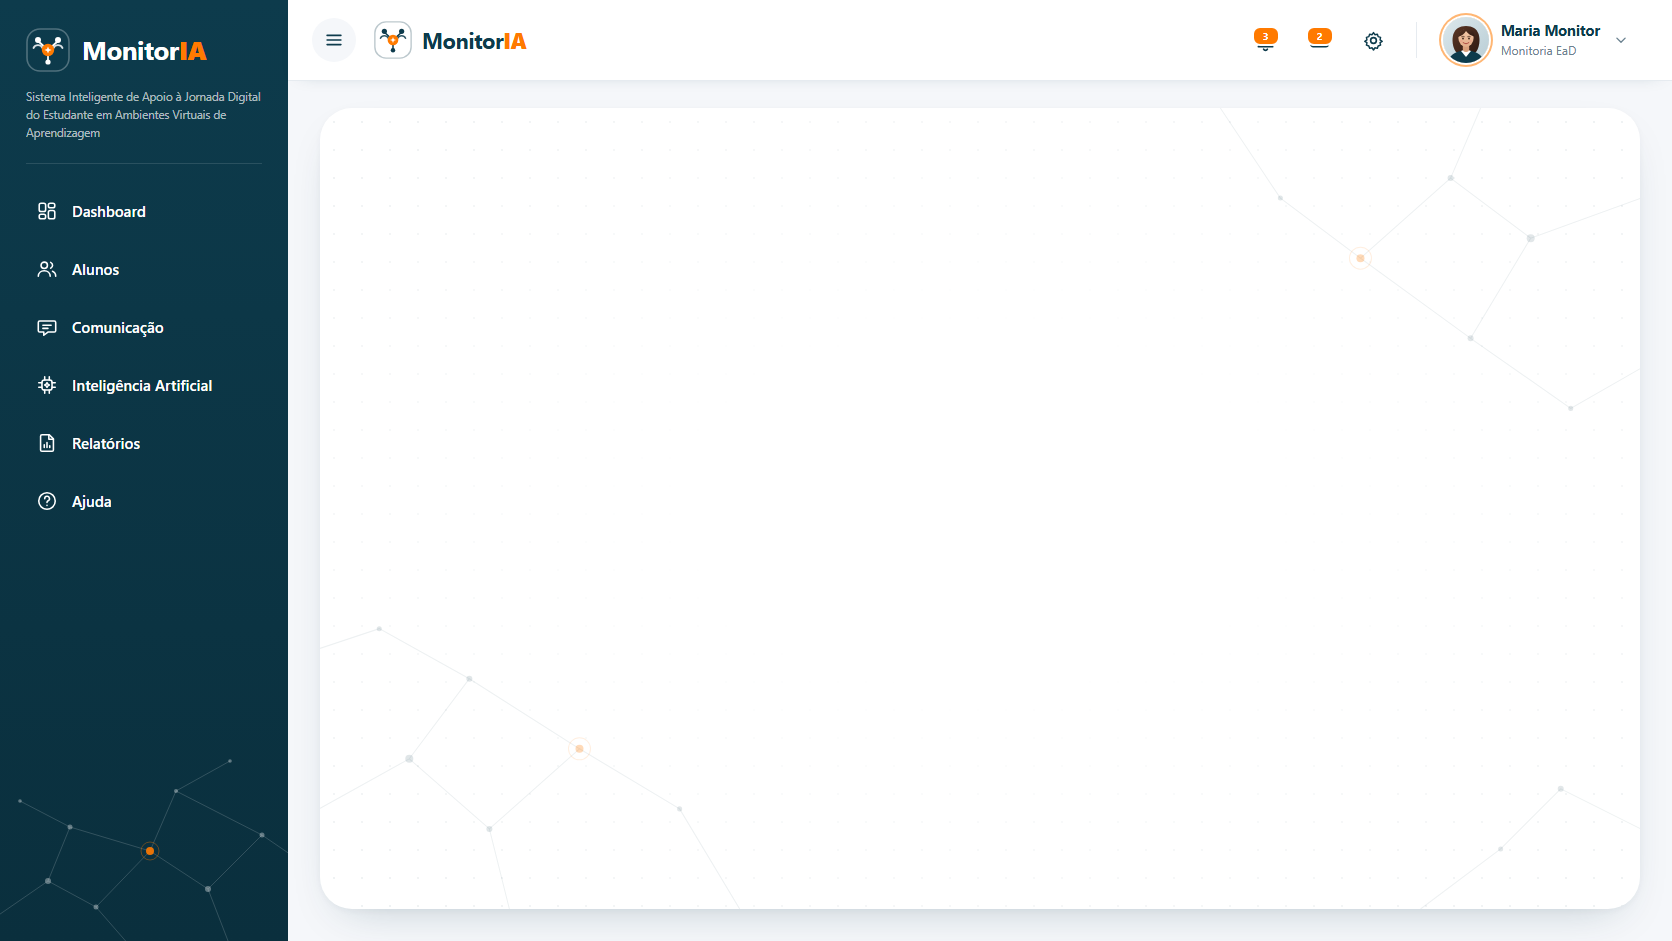 MonitorIA
Sistema Inteligente de Apoio à Jornada Digital
do Estudante em Ambientes Virtuais de
Aprendizagem
Dashboard
Alunos
Comunicação
Inteligência Artificial
Relatórios
Ajuda
MonitorIA
3
2
Maria Monitor
Monitoria EaD